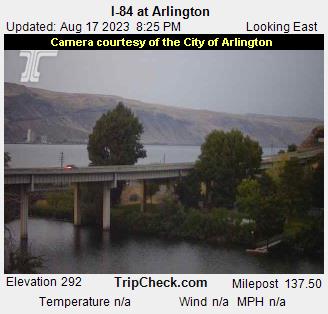 I-84 at Arlington
Updated: Aug 17 2023 8:25 PM Looking East
Camera courtesy of the City of Arlington
Elevation 292 TripCheck.com Milepost 137.50
Temperature n/a Wind n/a MPH n/a